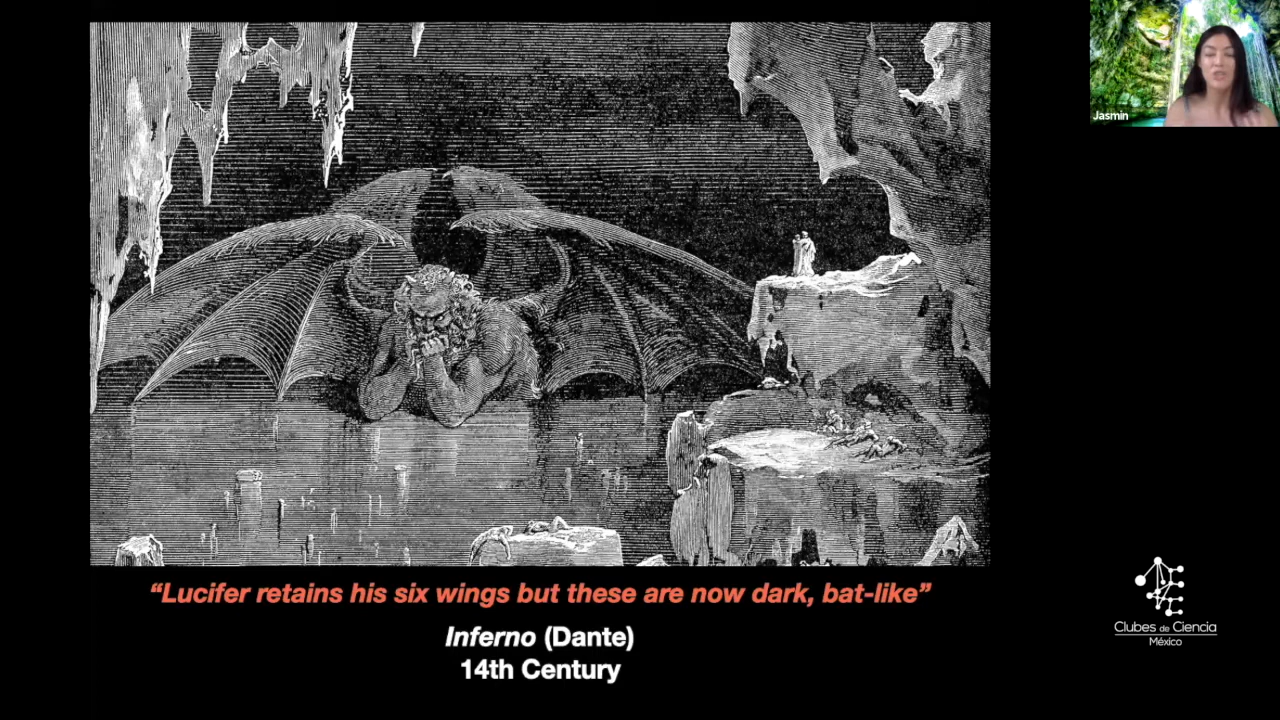 Jasmin
“Lucifer retains his six wings but these are now dark, bat-like”
Inferno (Dante)
14th Century
Clubes de Ciencia
México